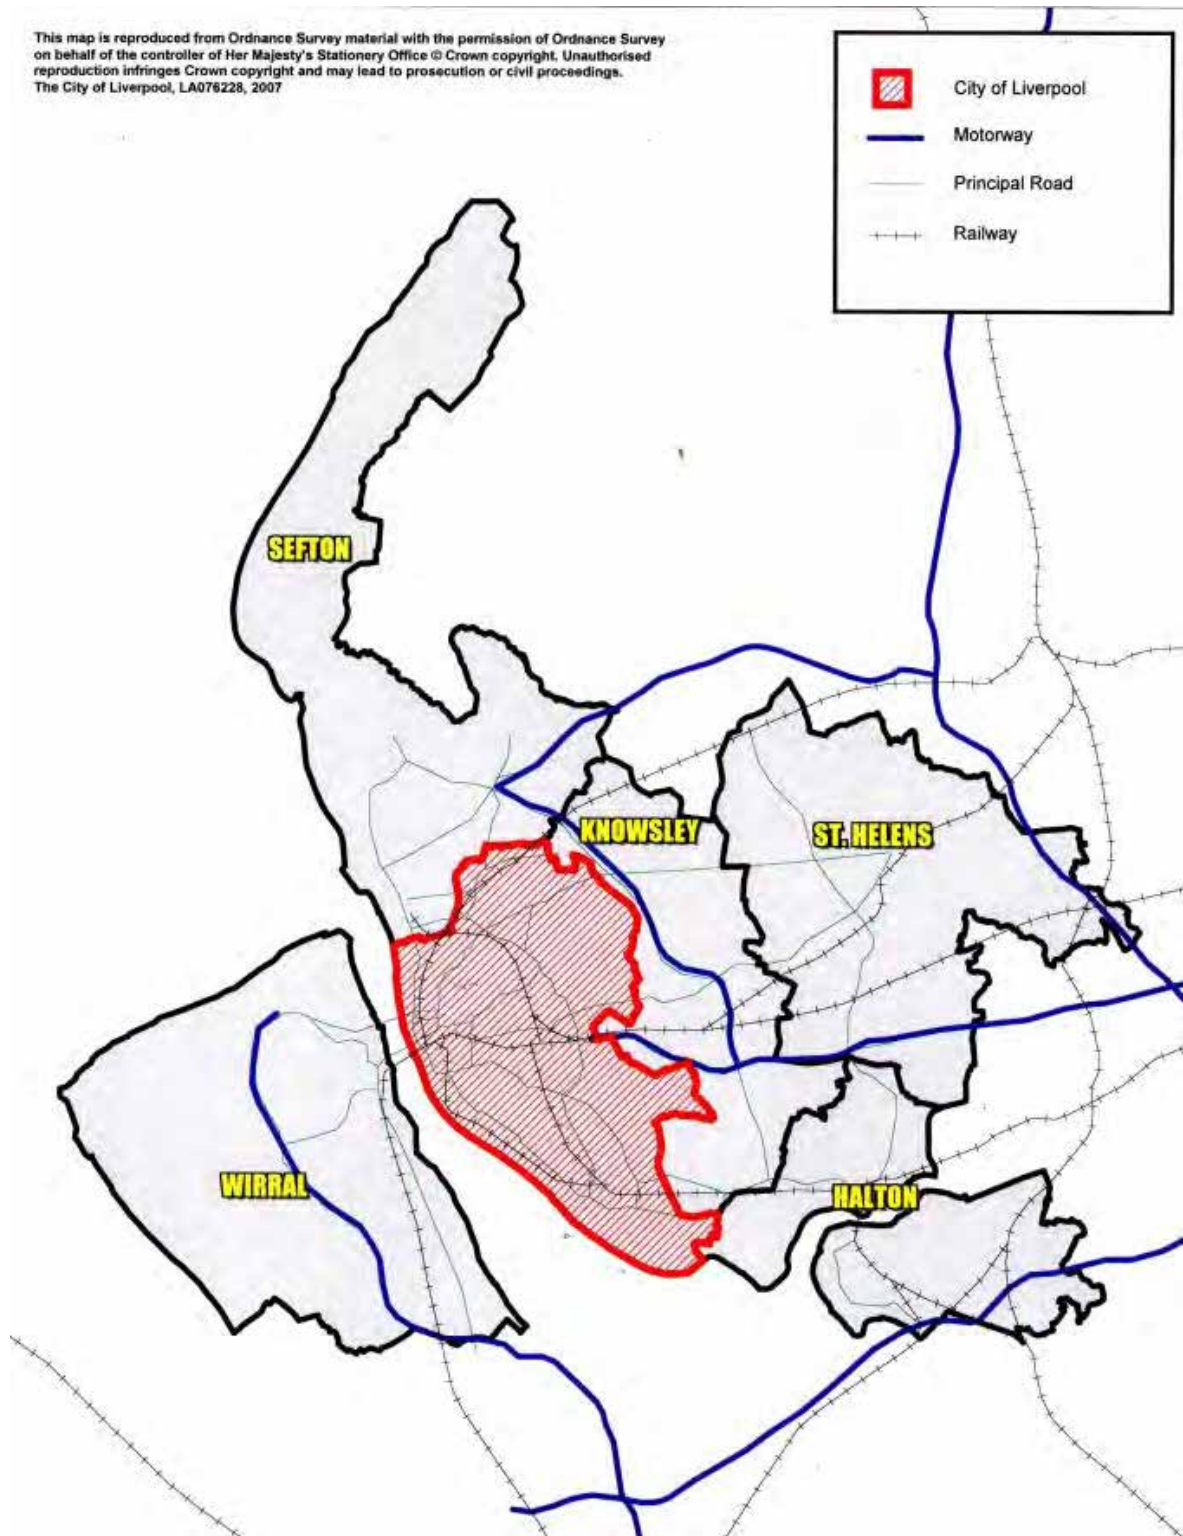 This map is reproduced from Ordnance Survey material with the permission of Ordnance Survey
on behalf of the controller of Her Majesty's Stationery Office © Crown copyright. Unauthorised
reproduction infringes Crown copyright and may lead to prosecution or civil proceedings.
The City of Liverpool, LA076228, 2007
City of Liverpool
Motorway
Principal Road
Railway
SEFTON
KNOWSLEY
ST. HELENS
WIRRAL
HALTON